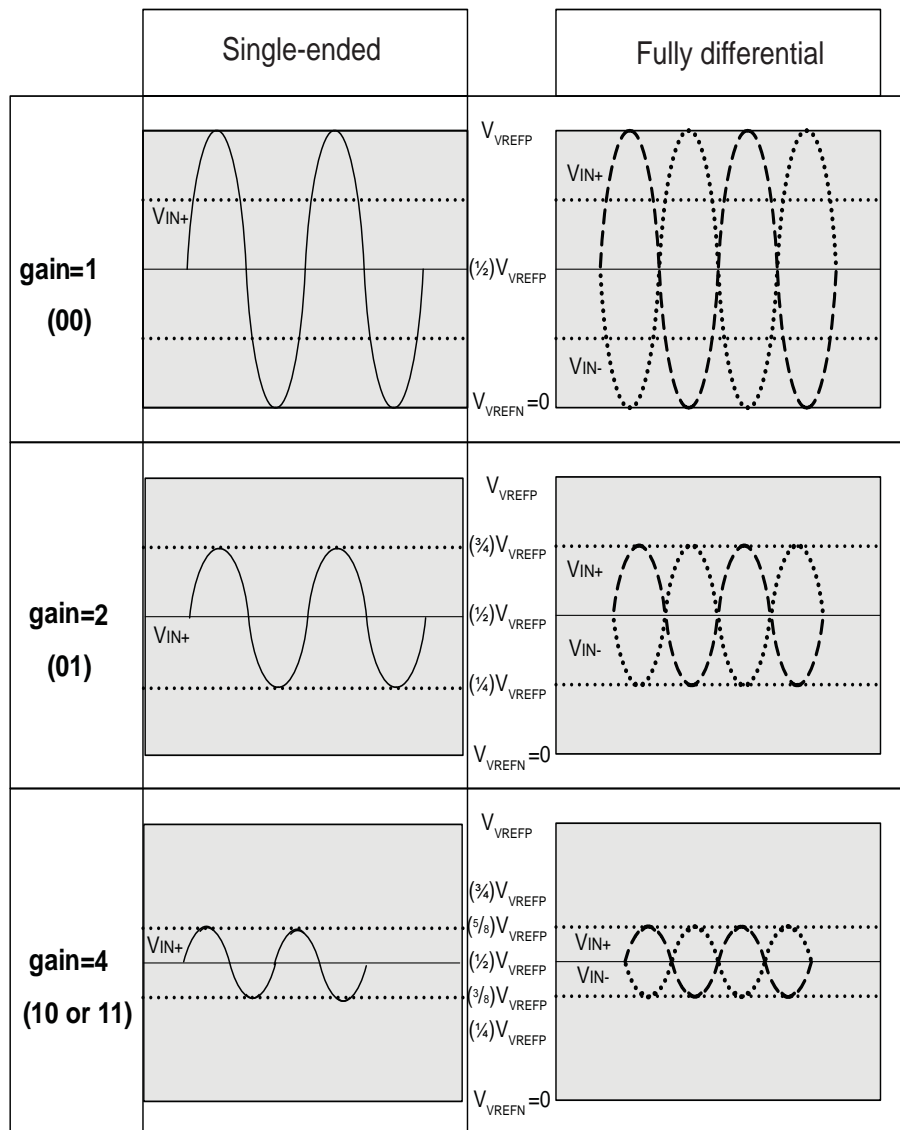 Single-ended
Fully differential
gain=1
(00)
VIN+
VVREFP
(½)VVREFP
VVREFN =0
VIN+
VIN-
gain=2
(01)
VIN+
VVREFP
(¾)VVREFP
(½)VVREFP
(¼)VVREFP
VVREFN =0
VIN+
VIN-
gain=4
(10 or 11)
VIN+
VVREFP
(¾)VVREFP
(⅝)VVREFP
(½)VVREFP
(⅜)VVREFP
(¼)VVREFP
VVREFN =0
VIN+
VIN-